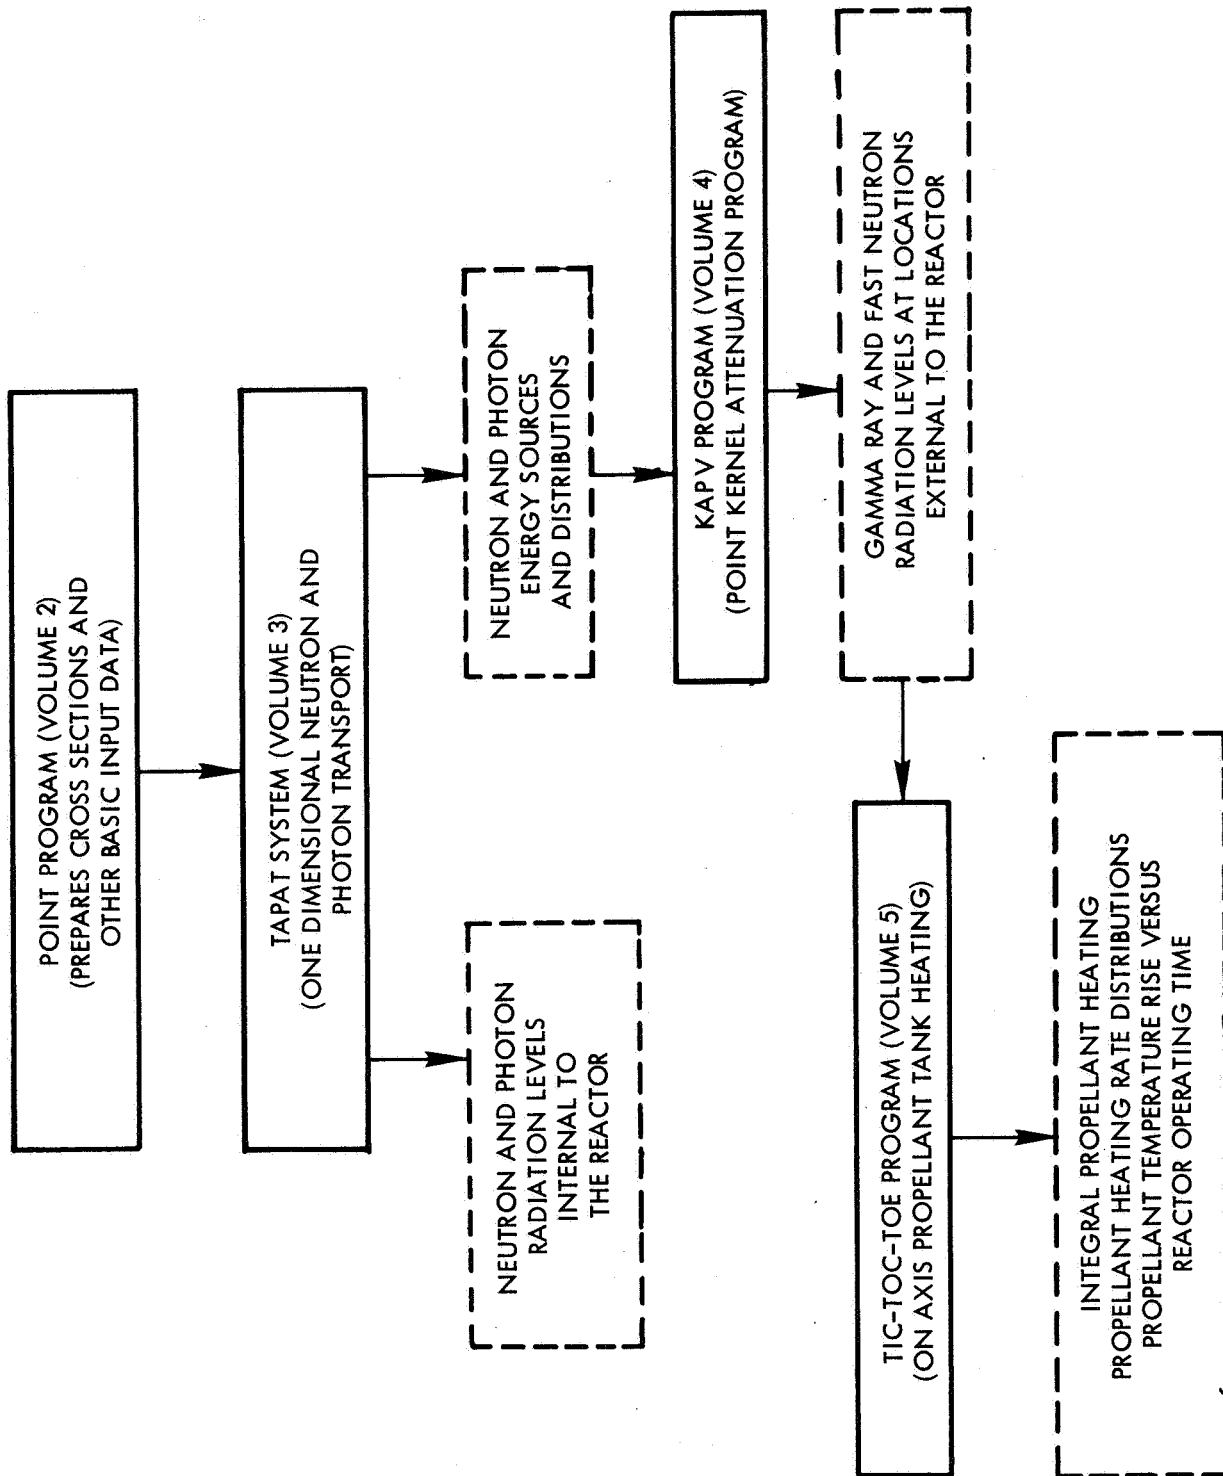 POINT PROGRAM (VOLUME 2)
(PREPARES CROSS SECTIONS AND
OTHER BASIC INPUT DATA)
TAPAT SYSTEM (VOLUME 3)
(ONE DIMENSIONAL NEUTRON AND
PHOTON TRANSPORT)
NEUTRON AND PHOTON
RADIATION LEVELS
INTERNAL TO
THE REACTOR
NEUTRON AND PHOTON
ENERGY SOURCES
AND DISTRIBUTIONS
KAP V PROGRAM (VOLUME 4)
(POINT KERNEL ATTENUATION PROGRAM)
GAMMA RAY AND FAST NEUTRON
RADIATION LEVELS AT LOCATIONS
EXTERNAL TO THE REACTOR
TIC-TOC-TOE PROGRAM (VOLUME 5)
(ON AXIS PROPELLANT TANK HEATING)
INTEGRAL PROPELLANT HEATING
PROPELLANT HEATING RATE DISTRIBUTIONS
PROPELLANT TEMPERATURE RISE VERSUS
REACTOR OPERATING TIME